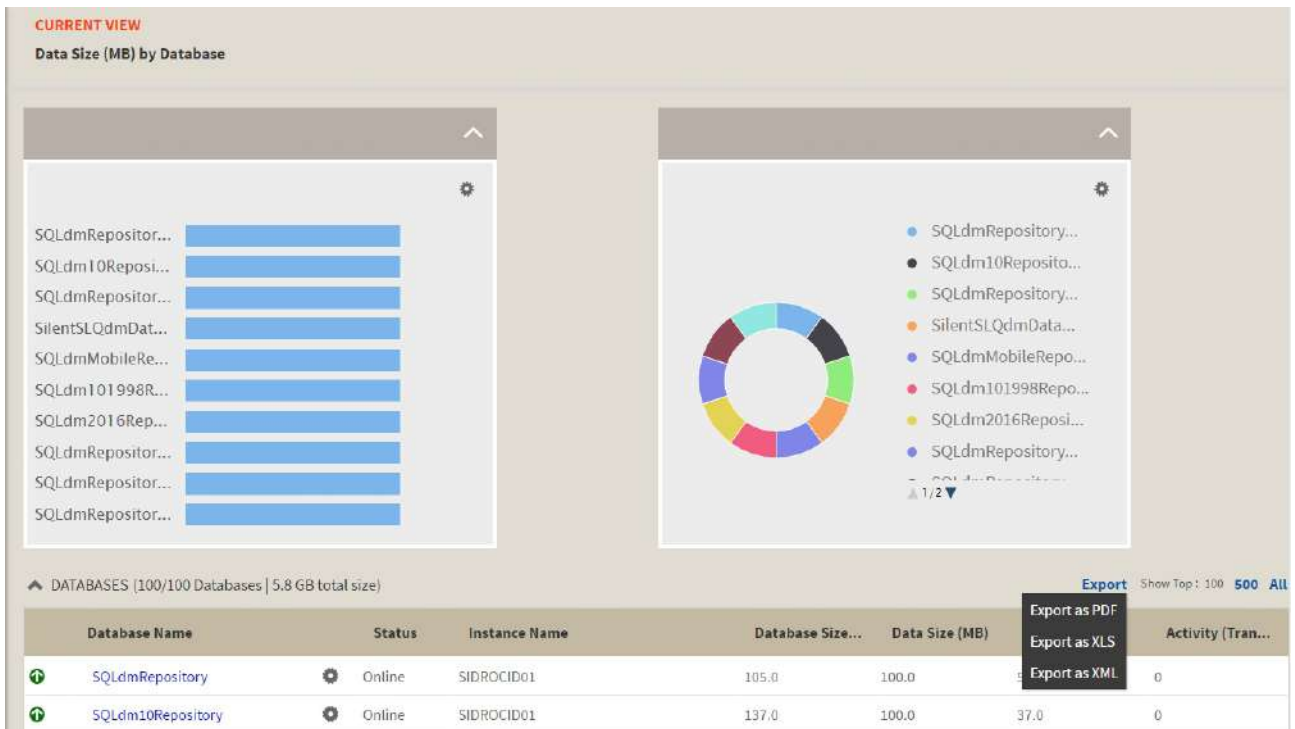 CURRENT VIEW
Data Size (MB) by Database
SQLdmRepositor...
SQLdm10Reposi...
SQLdmRepositor...
SilentSLQdmDat...
SQLdmMobileRe...
SQLdm101998R...
SQLdm2016Rep...
SQLdmRepositor...
SQLdmRepositor...
SQLdmRepositor...
SQLdmRepository...
SQLdm10Reposito...
SQLdmRepository...
SilentSLQdmData...
SQLdmMobileRepo...
SQLdm101998Repo...
SQLdm2016Reposi...
SQLdmRepository...
1/2
DATABASES (100/100 Databases | 5.8 GB total size)
Export Show Top: 100 500 All
Export as PDF
Export as XLS
Export as XML
Database Name Status Instance Name Database Size... Data Size (MB) Activity (Tran...
SQLdmRepository Online SIDROCID01 105.0 100.0 0
SQLdm10Repository Online SIDROCID01 137.0 100.0 37.0 0